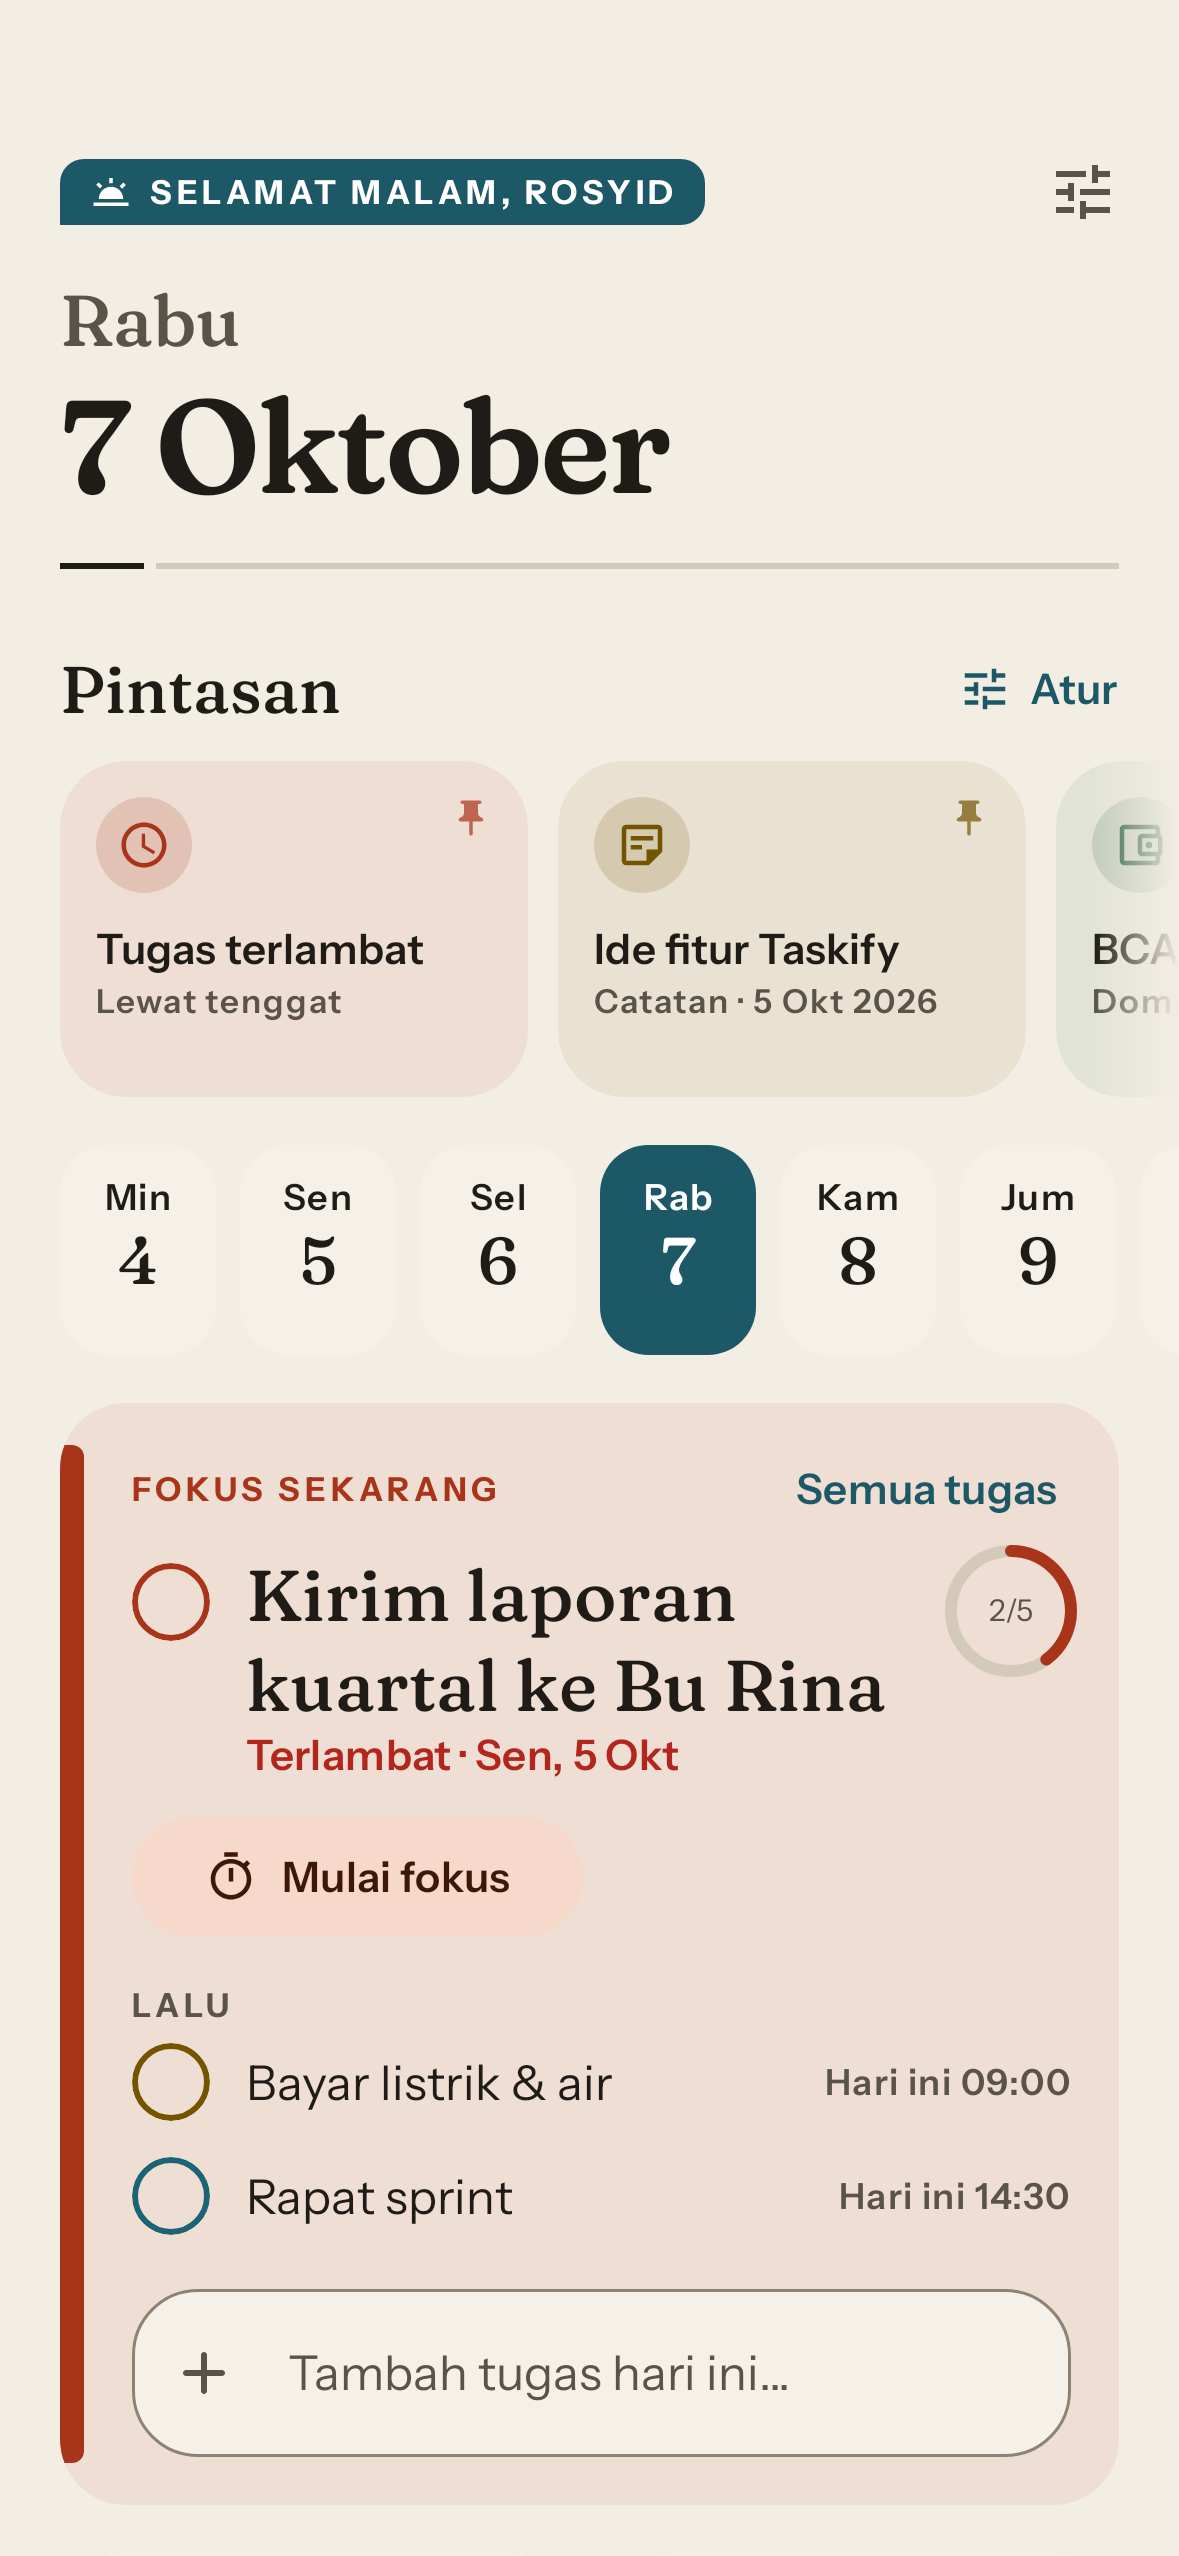 SELAMAT MALAM, ROSYID
Rabu
7 Oktober
Pintasan
Atur
Tugas terlambat
Lewat tenggat
Ide fitur Taskify
Catatan · 5 Okt 2026
BCA
Min
4
Sen
5
Sel
6
Rab
7
Kam
8
Jum
9
FOKUS SEKARANG
Semua tugas
Kirim laporan
kuartal ke Bu Rina
2/5
Terlambat · Sen, 5 Okt
Mulai fokus
LALU
Bayar listrik & air
Hari ini 09:00
Rapat sprint
Hari ini 14:30
Tambah tugas hari ini...